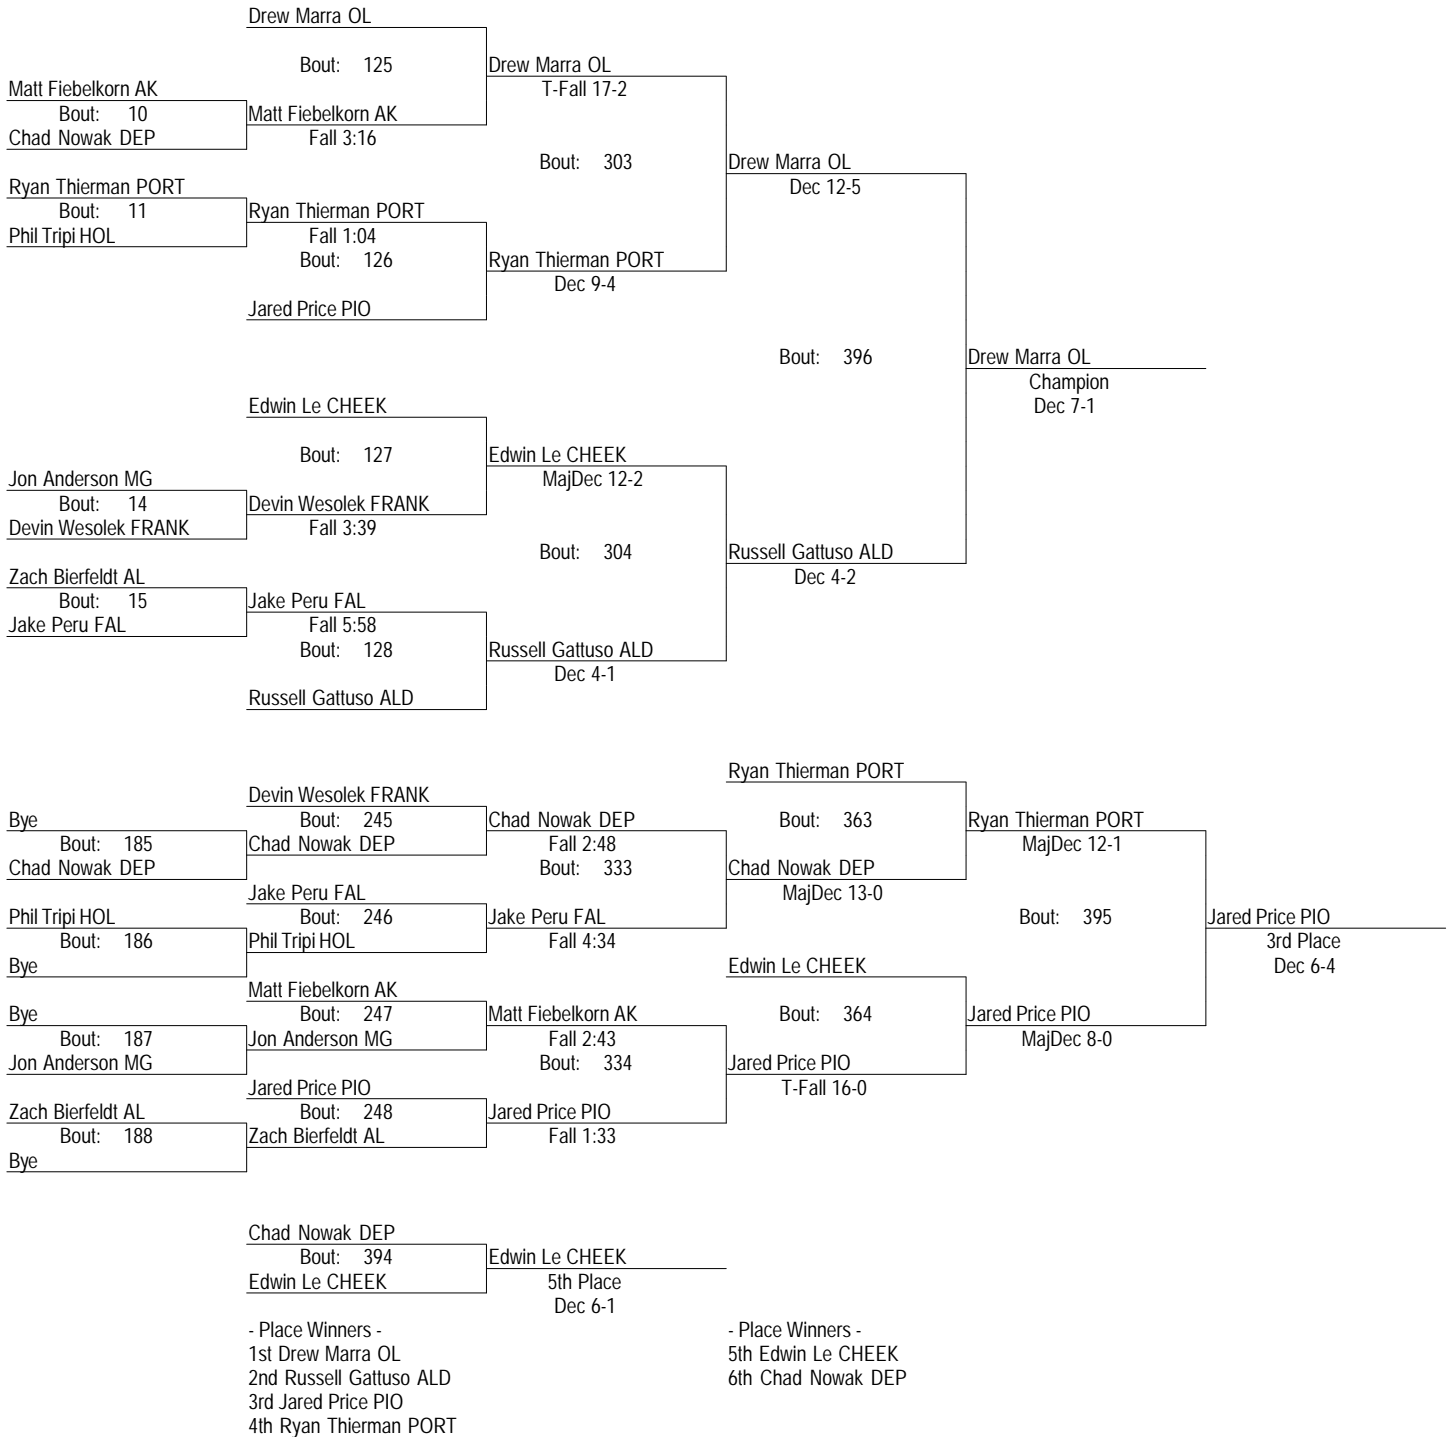 Drew Marra OL
Bout: 125
Drew Marra OL
Matt Fiebelkorn AK
T-Fall 17-2
Bout: 10
Matt Fiebelkorn AK
Chad Nowak DEP
Fall 3:16
Bout: 303
Drew Marra OL
Ryan Thierman PORT
Dec 12-5
Bout: 11
Ryan Thierman PORT
Phil Tripi HOL
Fall 1:04
Bout: 126
Ryan Thierman PORT
Dec 9-4
Jared Price PIO
Bout: 396
Drew Marra OL
Champion
Edwin Le CHEEK
Dec 7-1
Bout: 127
Edwin Le CHEEK
Jon Anderson MG
MajDec 12-2
Bout: 14
Devin Wesolek FRANK
Devin Wesolek FRANK
Fall 3:39
Bout: 304
Russell Gattuso ALD
Zach Bierfeldt AL
Dec 4-2
Bout: 15
Jake Peru FAL
Jake Peru FAL
Fall 5:58
Bout: 128
Russell Gattuso ALD
Dec 4-1
Russell Gattuso ALD
Ryan Thierman PORT
Devin Wesolek FRANK
Bye
Bout: 245
Chad Nowak DEP
Bout: 363
Ryan Thierman PORT
Bout: 185
Chad Nowak DEP
Fall 2:48
MajDec 12-1
Chad Nowak DEP
Bout: 333
Chad Nowak DEP
Jake Peru FAL
MajDec 13-0
Phil Tripi HOL
Bout: 246
Jake Peru FAL
Bout: 395
Jared Price PIO
Bout: 186
Phil Tripi HOL
Fall 4:34
3rd Place
Bye
Edwin Le CHEEK
Dec 6-4
Matt Fiebelkorn AK
Bye
Bout: 247
Matt Fiebelkorn AK
Bout: 364
Jared Price PIO
Bout: 187
Jon Anderson MG
Fall 2:43
MajDec 8-0
Jon Anderson MG
Bout: 334
Jared Price PIO
Jared Price PIO
T-Fall 16-0
Zach Bierfeldt AL
Bout: 248
Jared Price PIO
Bout: 188
Zach Bierfeldt AL
Fall 1:33
Bye
Chad Nowak DEP
Bout: 394
Edwin Le CHEEK
Edwin Le CHEEK
5th Place
Dec 6-1
- Place Winners -
1st Drew Marra OL
2nd Russell Gattuso ALD
3rd Jared Price PIO
4th Ryan Thierman PORT
- Place Winners -
5th Edwin Le CHEEK
6th Chad Nowak DEP